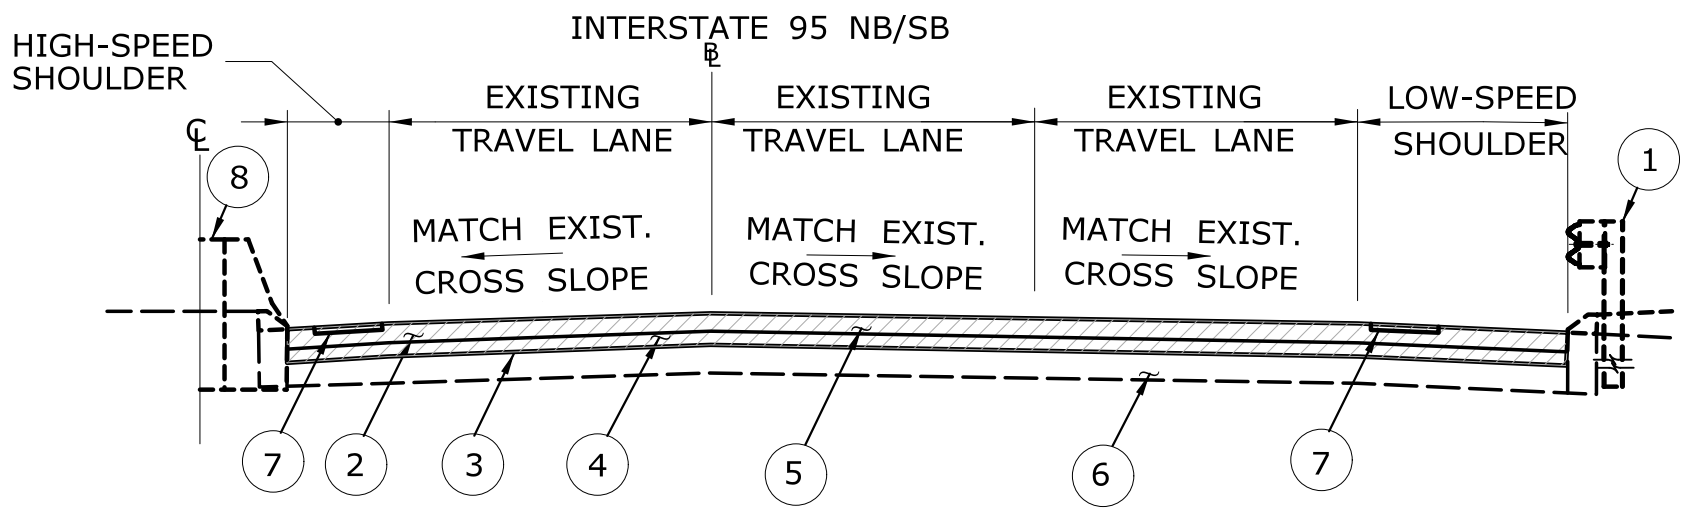 INTERSTATE 95 NB/SB
HIGH-SPEED
SHOULDER
BL
CL
EXISTING
TRAVEL LANE
EXISTING
TRAVEL LANE
EXISTING
TRAVEL LANE
LOW-SPEED
SHOULDER
8
1
MATCH EXIST.
CROSS SLOPE
MATCH EXIST.
CROSS SLOPE
MATCH EXIST.
CROSS SLOPE
7
2
3
4
5
6
7